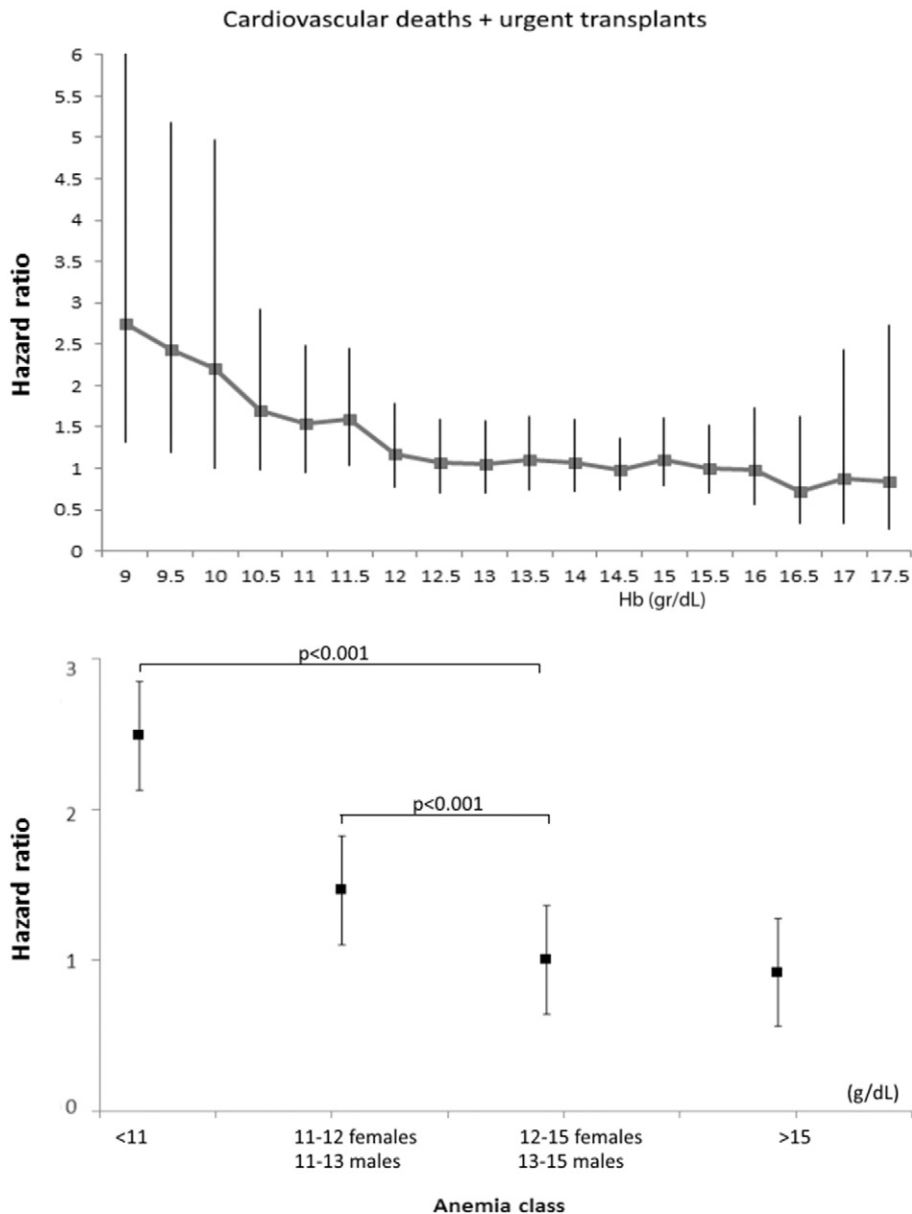 Cardiovascular deaths + urgent transplants
6
5.5
5
4.5
4
3.5
3
2.5
2
1.5
1
0.5
0
Hazard ratio
9 9.5 10 10.5 11 11.5 12 12.5 13 13.5 14 14.5 15 15.5 16 16.5 17 17.5
Hb (gr/dL)
3
2
1
0
Hazard ratio
p<0.001
p<0.001
(g/dL)
<11 11-12 females 12-15 females >15
11-13 males 13-15 males
Anemia class